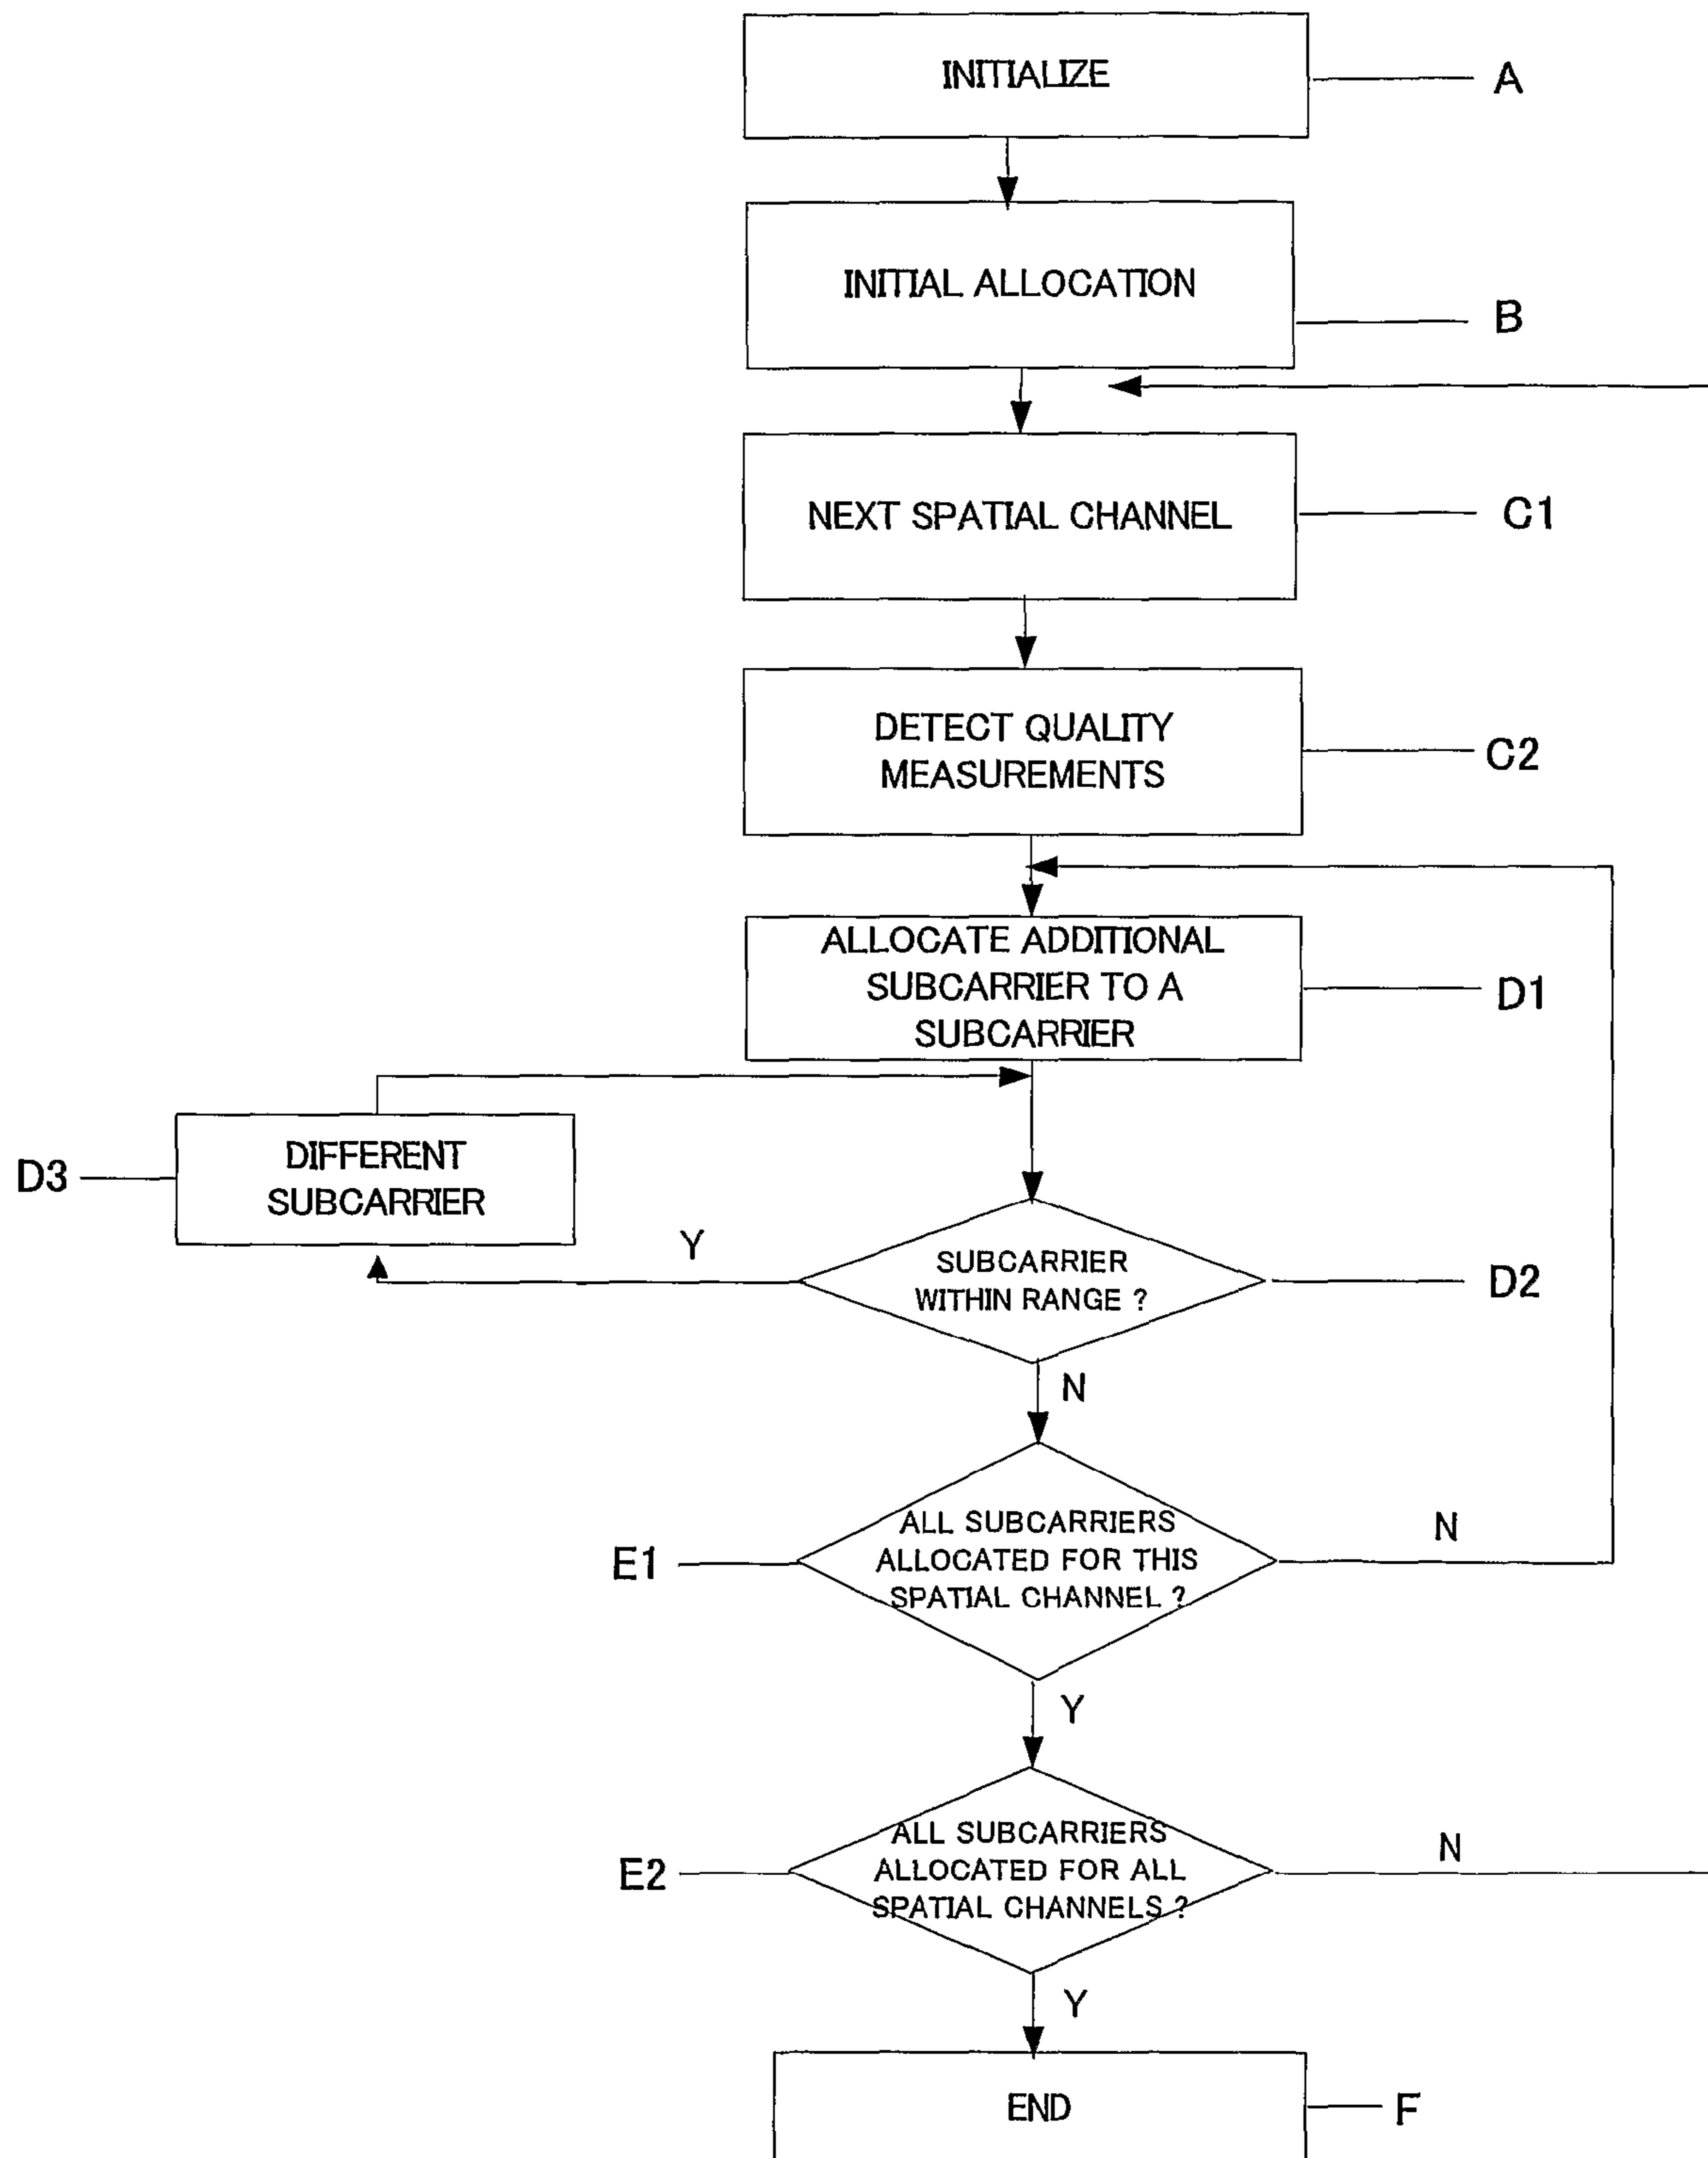 INITIALIZE
A
INITIAL ALLOCATION
B
NEXT SPATIAL CHANNEL
C1
DETECT QUALITY
MEASUREMENTS
C2
ALLOCATE ADDITIONAL
SUBCARRIER TO A
SUBCARRIER
D1
DIFFERENT
SUBCARRIER
D3
Y
SUBCARRIER
WITHIN RANGE ?
D2
N
ALL SUBCARRIERS
ALLOCATED FOR THIS
SPATIAL CHANNEL ?
E1
N
Y
ALL SUBCARRIERS
ALLOCATED FOR ALL
SPATIAL CHANNELS ?
E2
N
Y
END
F